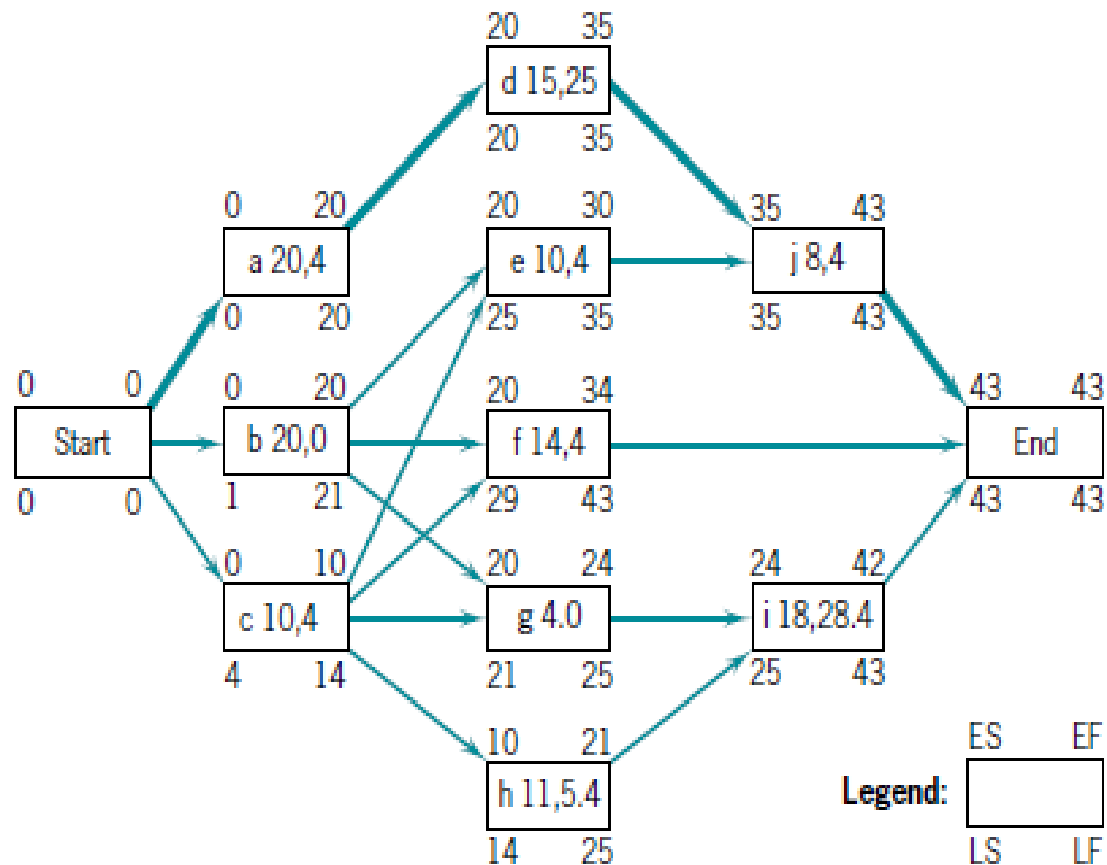 20 35
d 15,25
20 35
0 20
a 20,4
0 20
20 30
e 10,4
25 35
35 43
j 8,4
35 43
0 0
Start
0 0
0 20
b 20,0
1 21
20 34
f 14,4
29 43
43 43
End
43 43
0 10
c 10,4
4 14
20 24
g 4.0
21 25
24 42
i 18,28.4
25 43
10 21
h 11,5.4
14 25
Legend:
ES EF
LS LF